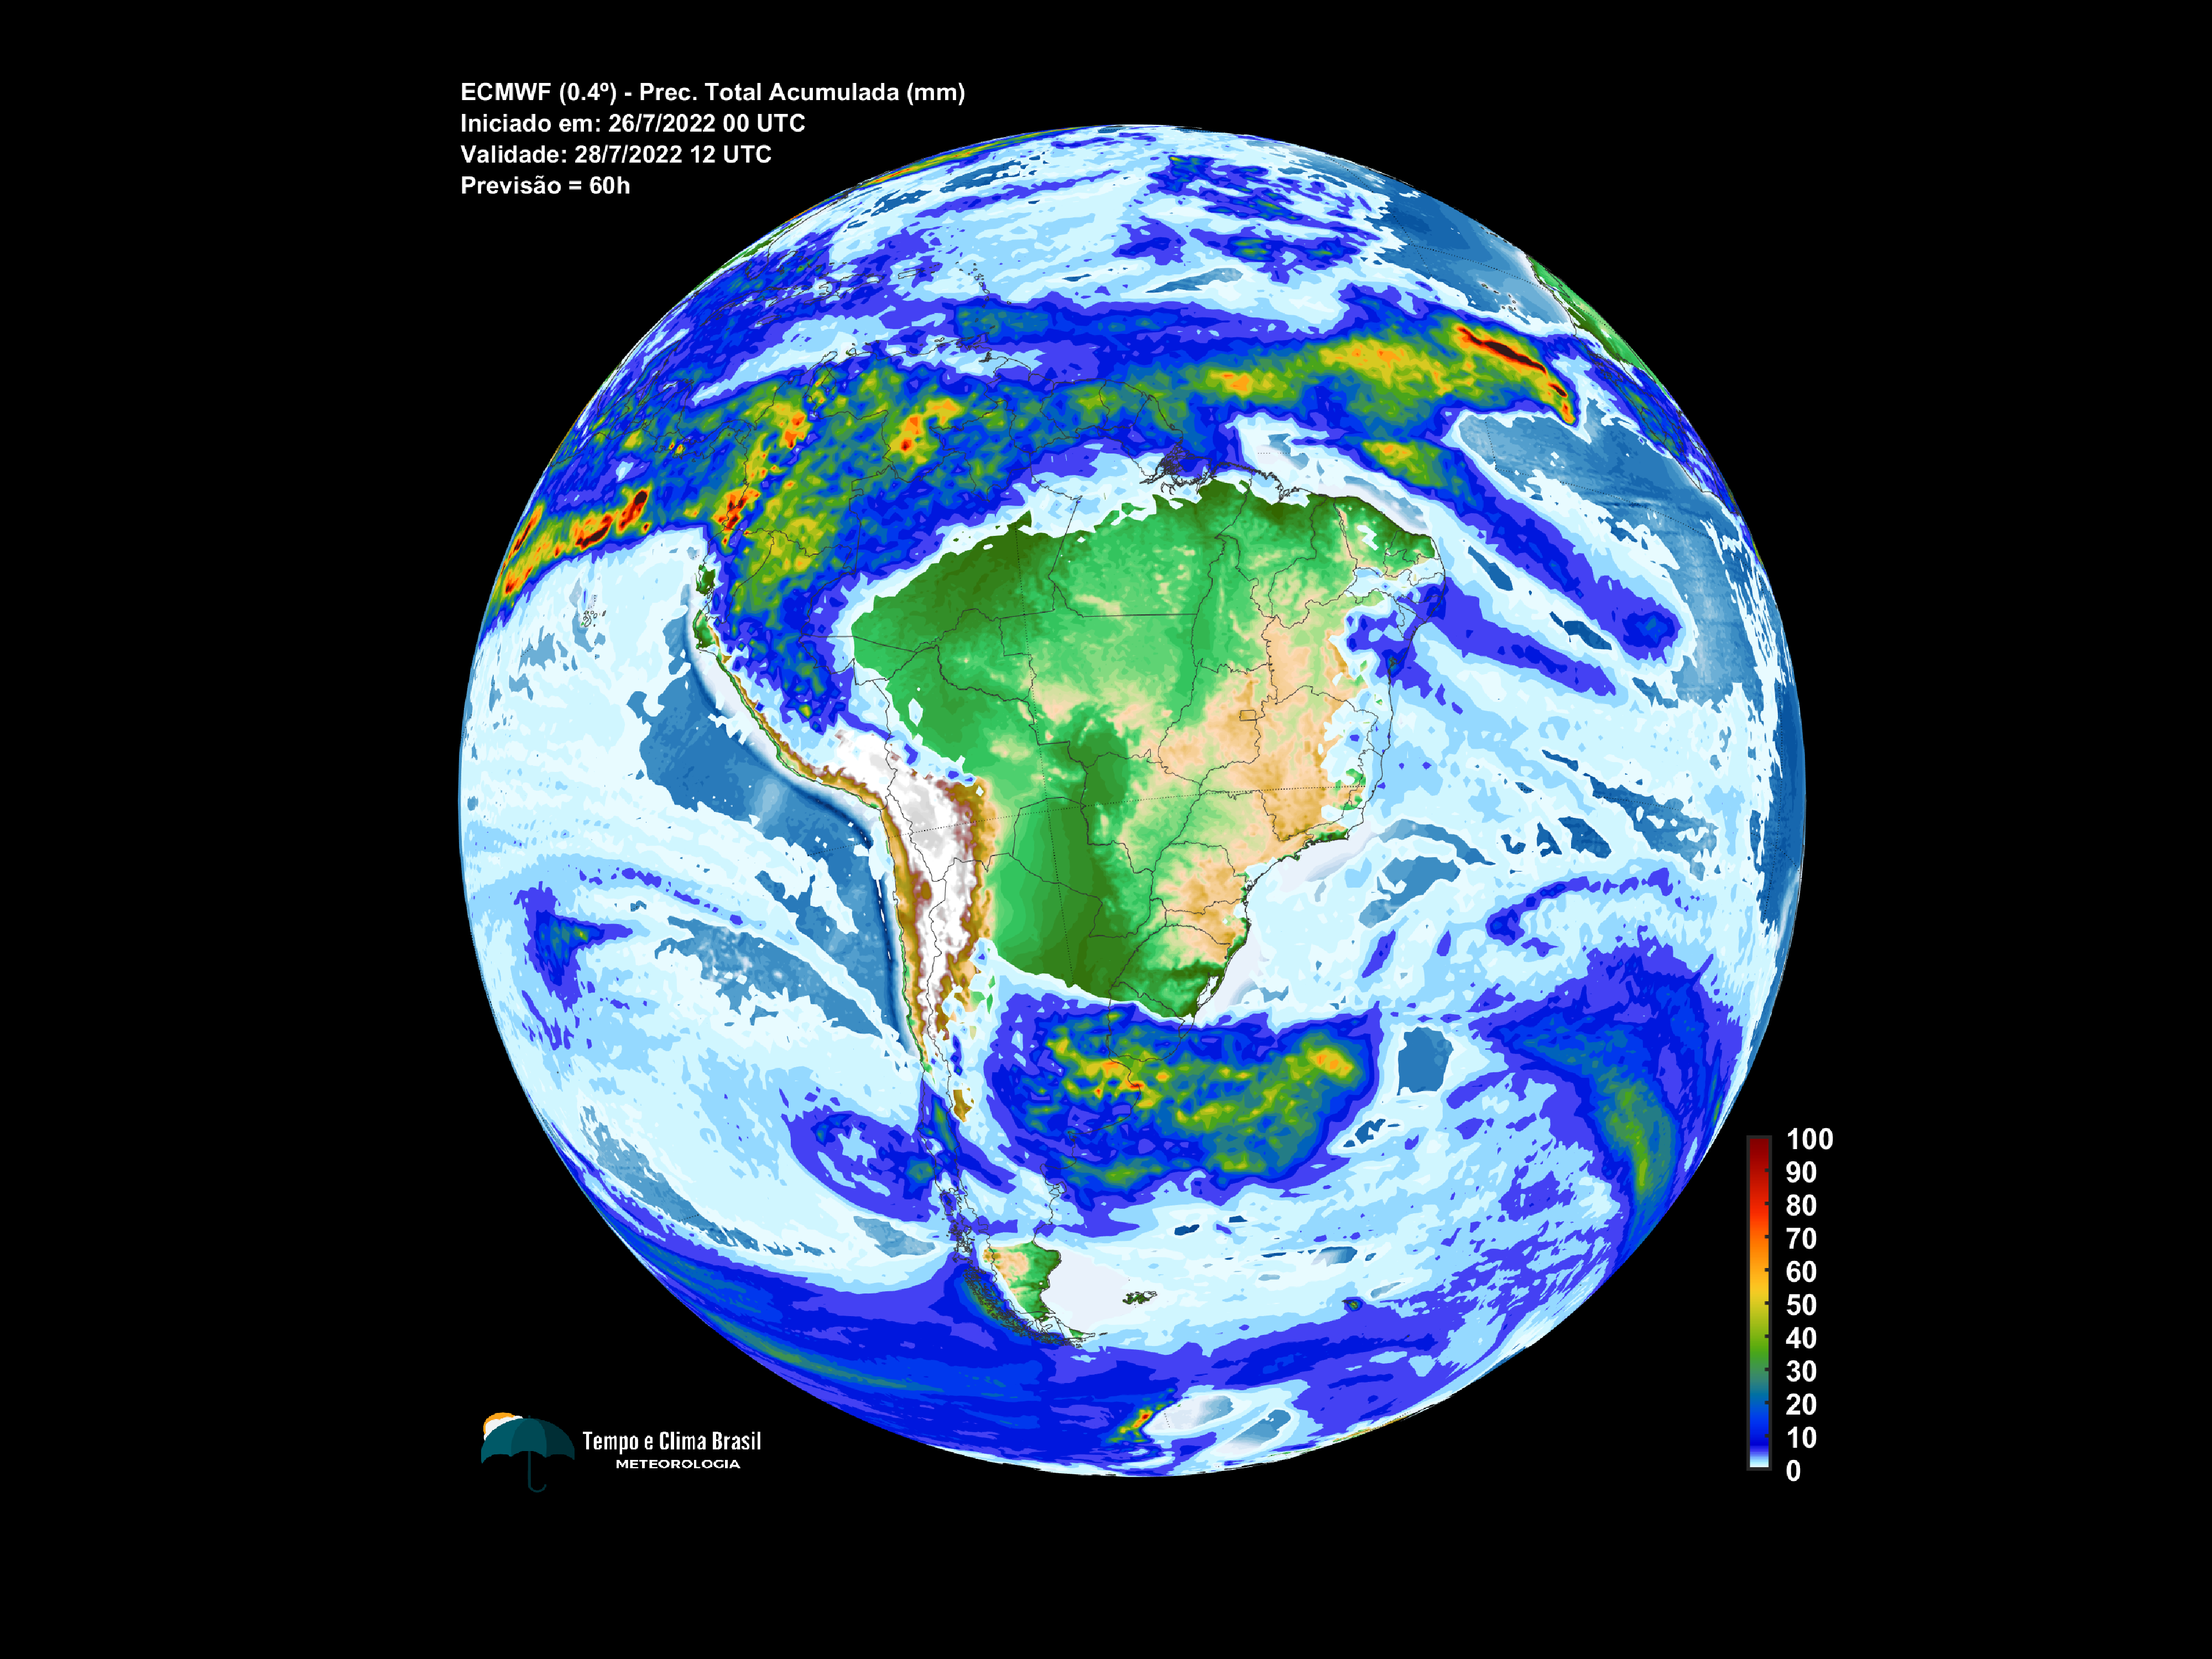 ECMWF (0.4º) - Prec. Total Acumulada (mm)
Iniciado em: 26/7/2022 00 UTC
Validade: 28/7/2022 12 UTC
Previsão = 60h
100
90
80
70
60
50
40
30
20
10
0
Tempo e Clima Brasil
METEOROLOGIA